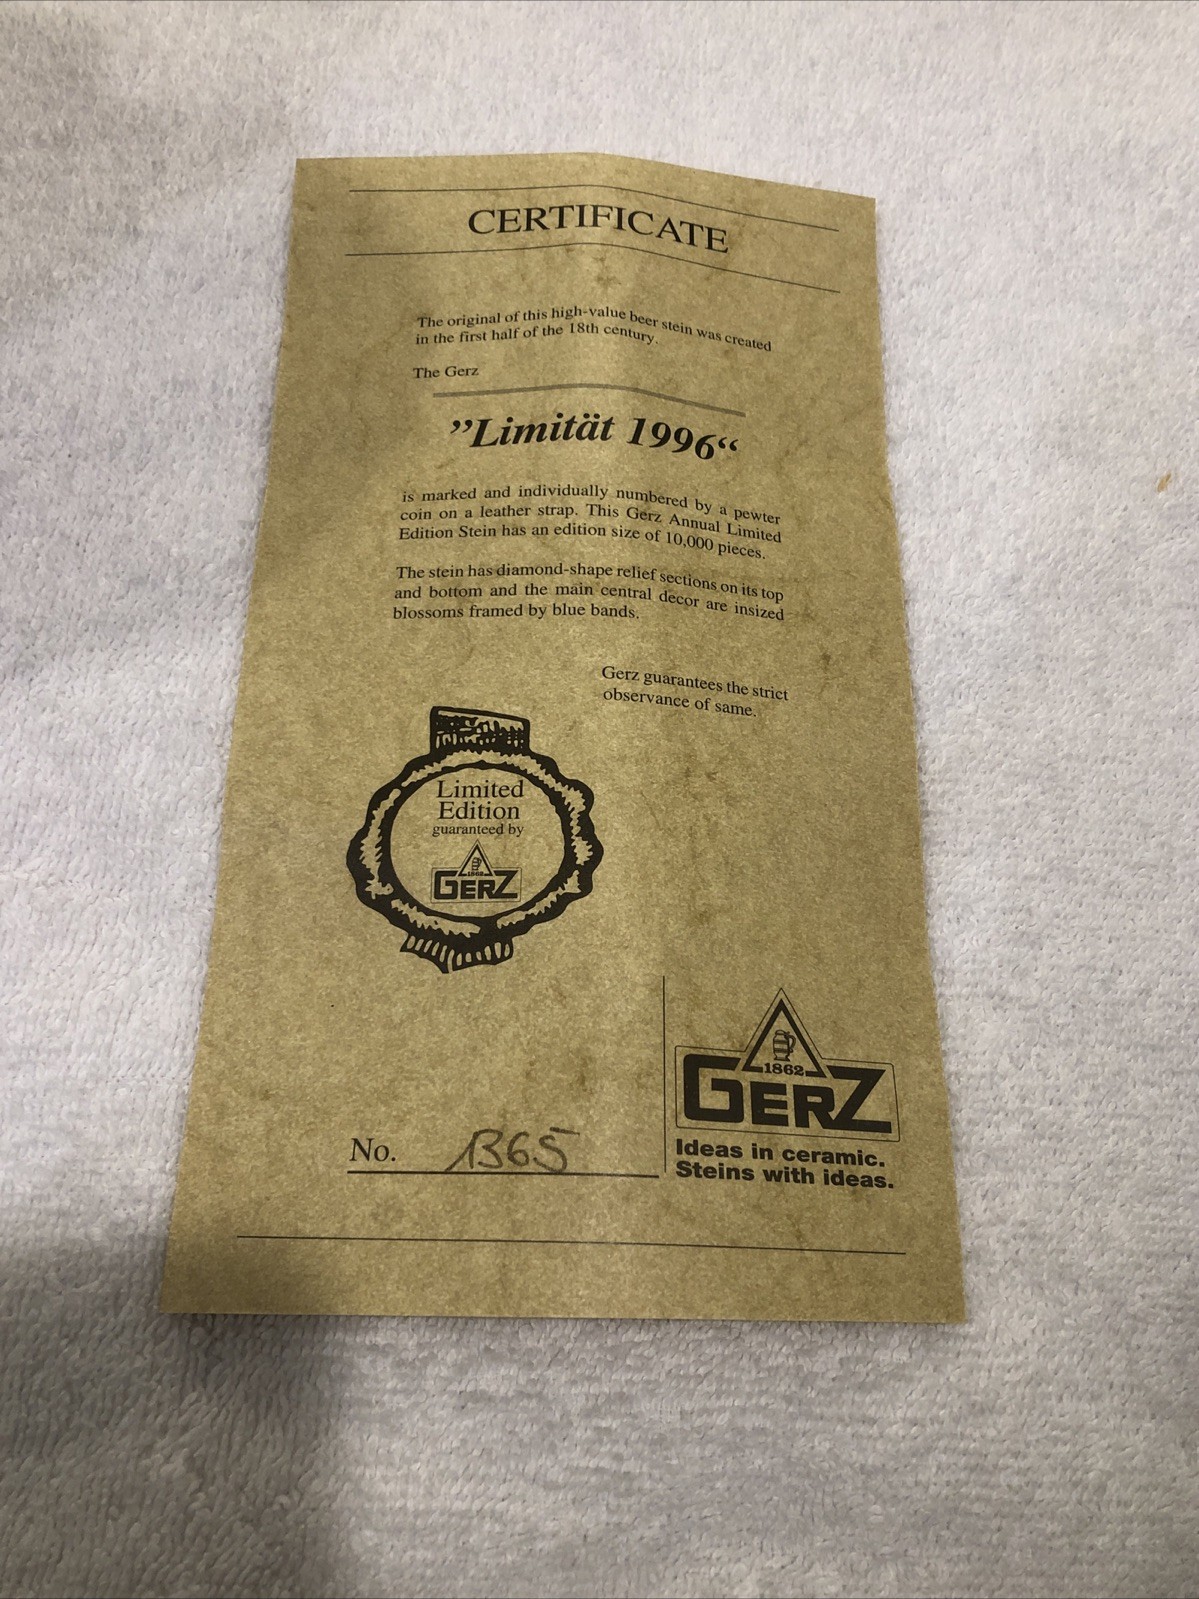 CERTIFICATE
The original of this high-value beer stein was created
in the first half of the 18th century.
The Gerz
”Limität 1996“
is marked and individually numbered by a pewter
coin on a leather strap. This Gerz Annual Limited
Edition Stein has an edition size of 10,000 pieces.
The stein has diamond-shape relief sections on its top
and bottom and the main central decor are insized
blossoms framed by blue bands.
Gerz guarantees the strict
observance of same.
Limited
Edition
guaranteed by
1862
GERZ
1862
GERZ
Ideas in ceramic.
Steins with ideas.
No. 1365